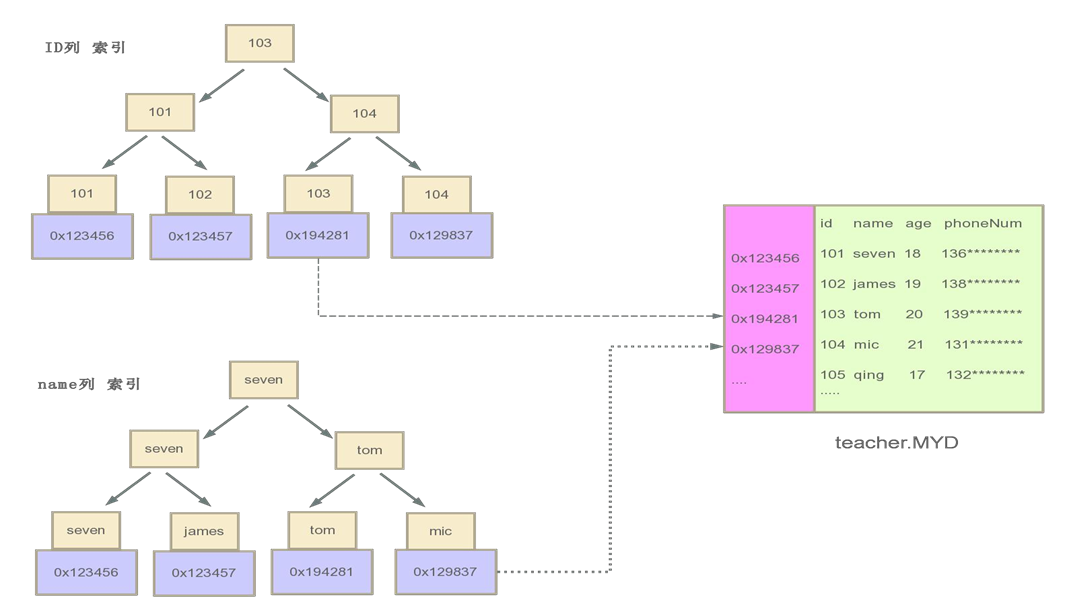 ID列 索引
103
101
104
101
102
103
104
0x123456
0x123457
0x194281
0x129837
name列 索引
seven
seven
tom
seven
james
tom
mic
0x123456
0x123457
0x194281
0x129837
id name age phoneNum
0x123456 101 seven 18 136********
0x123457 102 james 19 138********
0x194281 103 tom 20 139********
0x129837 104 mic 21 131********
.... 105 qing 17 132********
.....
teacher.MYD